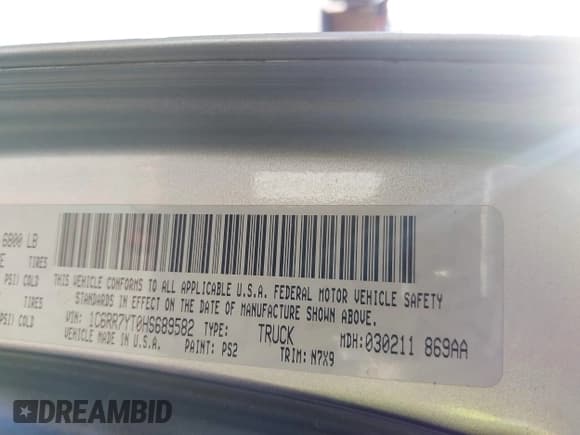 6800 LB
TIRES
PSI) COLD
TIRES
PSI) COLD
THIS VEHICLE CONFORMS TO ALL APPLICABLE U.S.A. FEDERAL MOTOR VEHICLE SAFETY
STANDARDS IN EFFECT ON THE DATE OF MANUFACTURE SHOWN ABOVE.
VIN: 1C6RR7YT0HS689582 TYPE: TRUCK MDH: 030211 869AA
VEHICLE MADE IN U.S.A. PAINT: PS2 TRIM: N7X9
DREAMBID